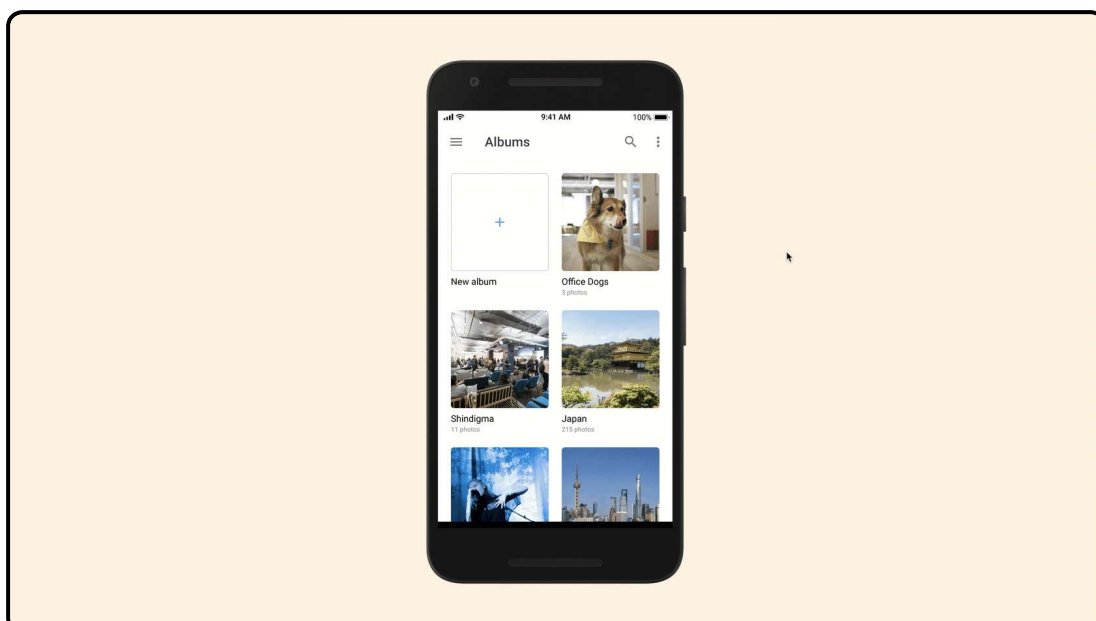 9:41 AM 100%
Albums
+
New album
Office Dogs
3 photos
Shindigma
11 photos
Japan
215 photos